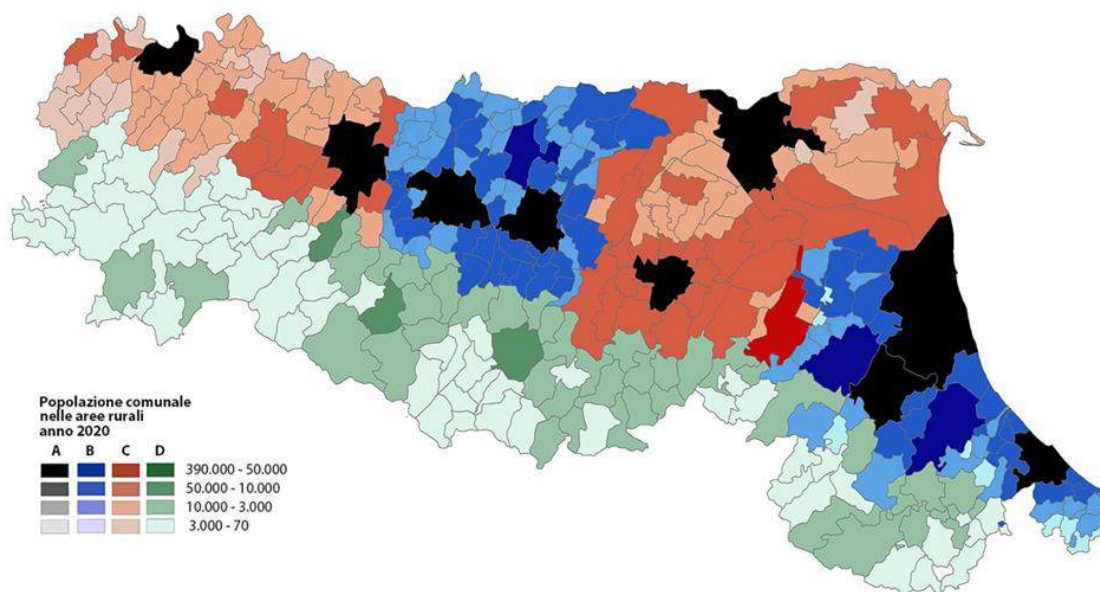 Popolazione comunale
nelle aree rurali
anno 2020
A B C D
390.000 - 50.000
50.000 - 10.000
10.000 - 3.000
3.000 - 70